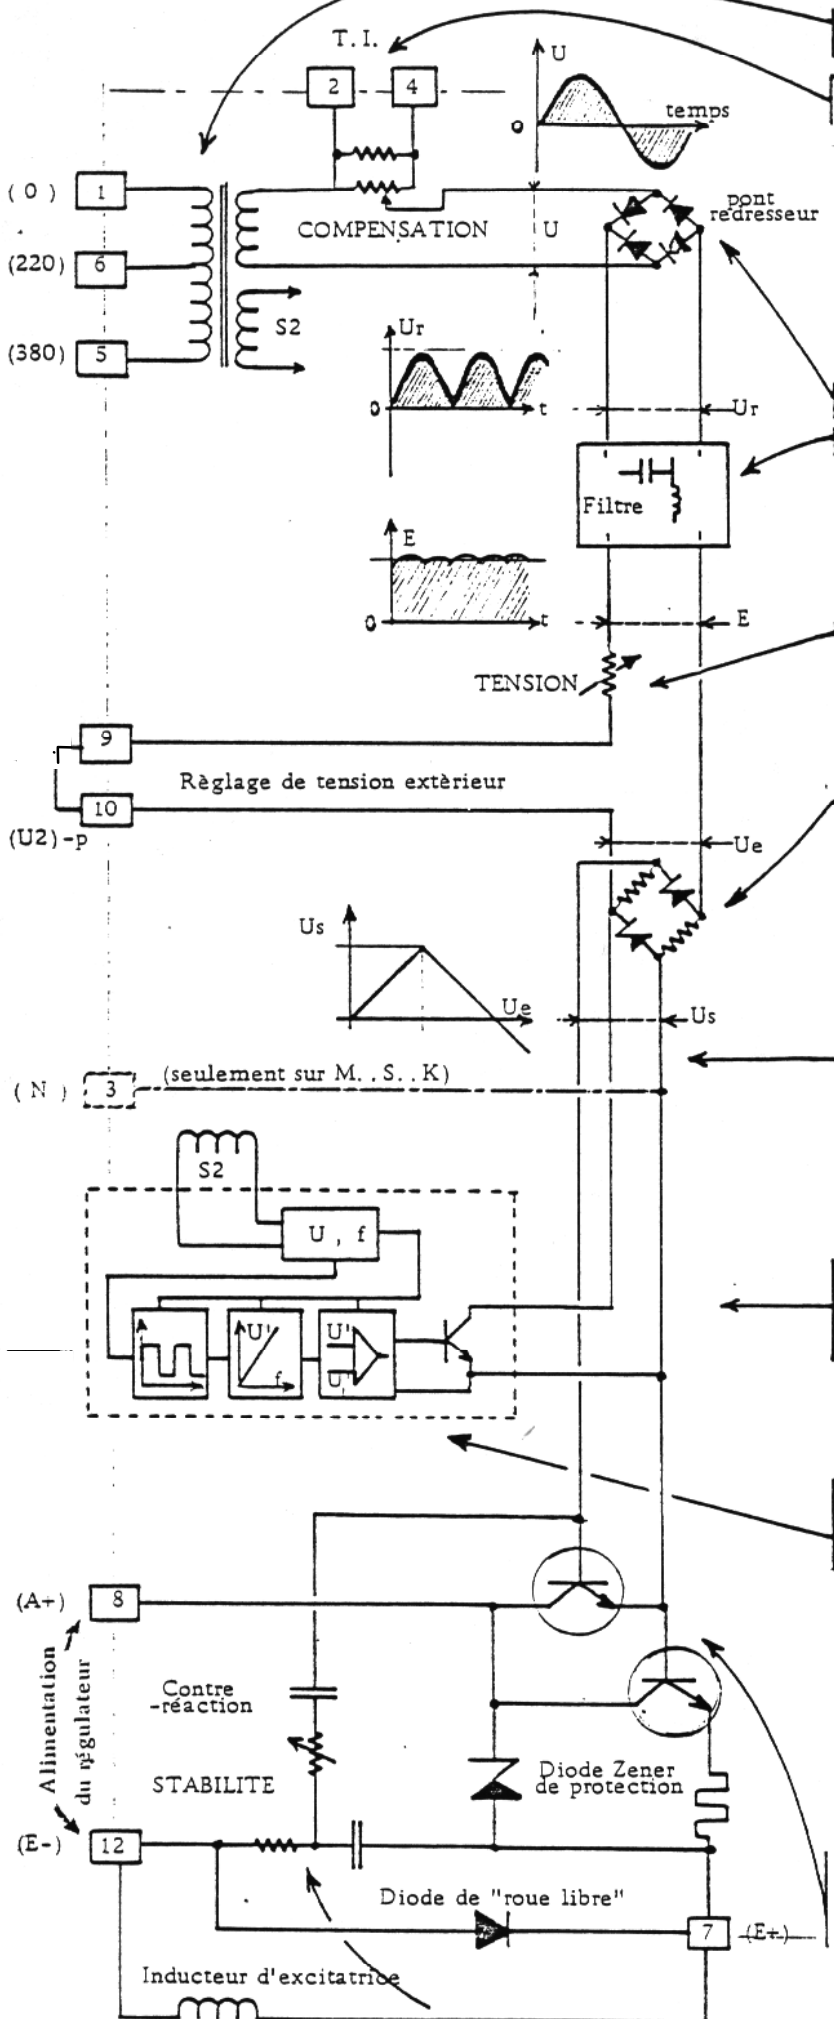 T. I.
2
4
U
temps
0
(0)
1
pont
redresseur
COMPENSATION
U
(220)
6
S2
Ur
(380)
5
0
t
Ur
Filtre
E
0
t
E
TENSION
9
Règlage de tension extèrieur
10
(U2)-p
Ue
Us
Ue
Us
(seulement sur M..S..K)
(N)
3
S2
U , f
U'
U'
f
U'
(A+)
8
Alimentation
du régulateur
Contre
-réaction
Diode Zener
de protection
STABILITE
(E-)
12
Diode de "roue libre"
7
(E+)
Inducteur d'excitatrice